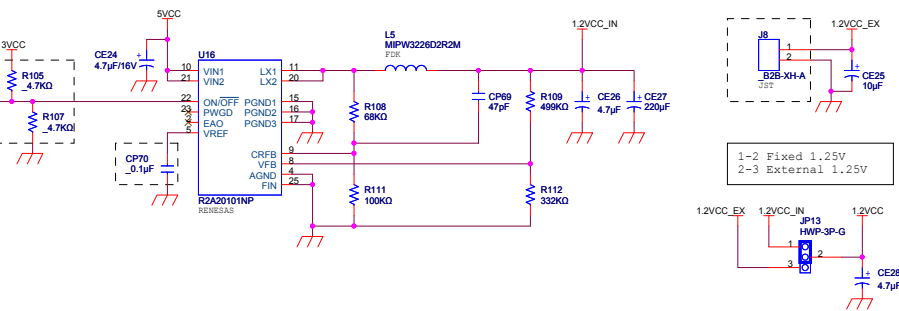 5VCC
3VCC
R105
_4.7KΩ
R107
_4.7KΩ
CE24
4.7µF/16V
+
CP70
_0.1µF
U16
10 VIN1 LX1 11
21 VIN2 LX2 20
22 ON/OFF PGND1 15
23 PWGD PGND2 16
2 EAO PGND3 17
5 VREF
CRFB 9
VFB 8
AGND 4
FIN 25
R2A20101NP
RENESAS
L5
MIPW3226D2R2M
FDK
R108
68KΩ
R111
100KΩ
CP69
47pF
R109
499KΩ
R112
332KΩ
1.2VCC_IN
+
CE26
4.7µF
+
CE27
220µF
J8
1
2
_B2B-XH-A
JST
1.2VCC_EX
+
CE25
10µF
1-2 Fixed 1.25V
2-3 External 1.25V
1.2VCC_EX 1.2VCC_IN 1.2VCC
JP13
HWP-3P-G
1
2
3
+
CE28
4.7µF